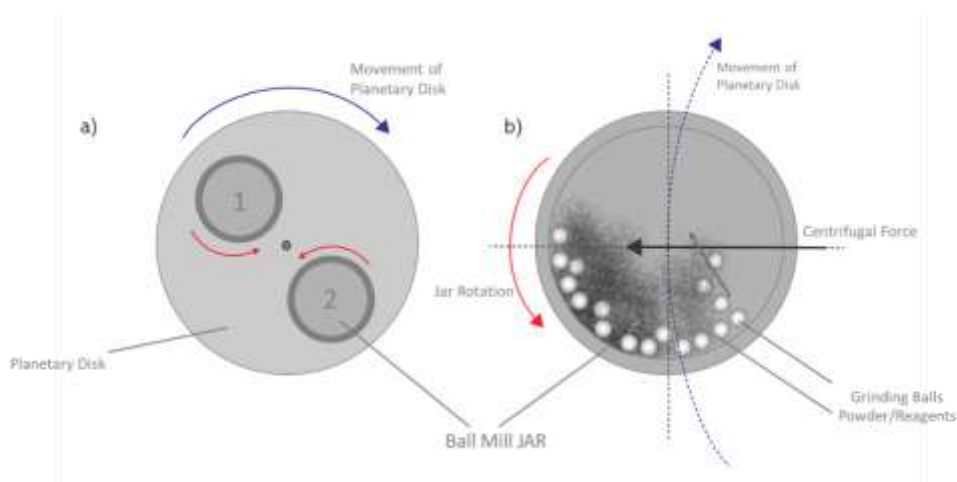 a)
Movement of
Planetary Disk
1
2
Planetary Disk
Ball Mill JAR
b)
Movement of
Planetary Disk
Centrifugal Force
Jar Rotation
Grinding Balls
Powder/Reagents